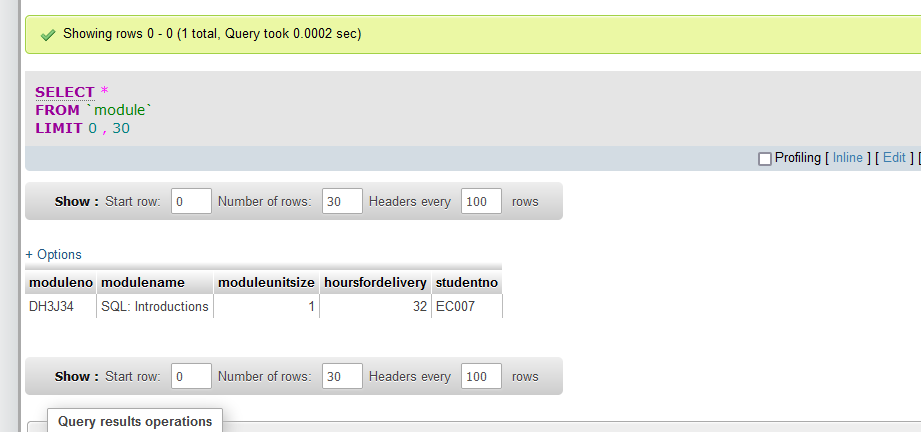 Showing rows 0 - 0 (1 total, Query took 0.0002 sec)
SELECT *
FROM `module`
LIMIT 0 , 30
Profiling [ Inline ] [ Edit ] [
Show : Start row: 0 Number of rows: 30 Headers every 100 rows
+ Options
moduleno modulename moduleunitsize hoursfordelivery studentno
DH3J34 SQL: Introductions 1 32 EC007
Show : Start row: 0 Number of rows: 30 Headers every 100 rows
Query results operations